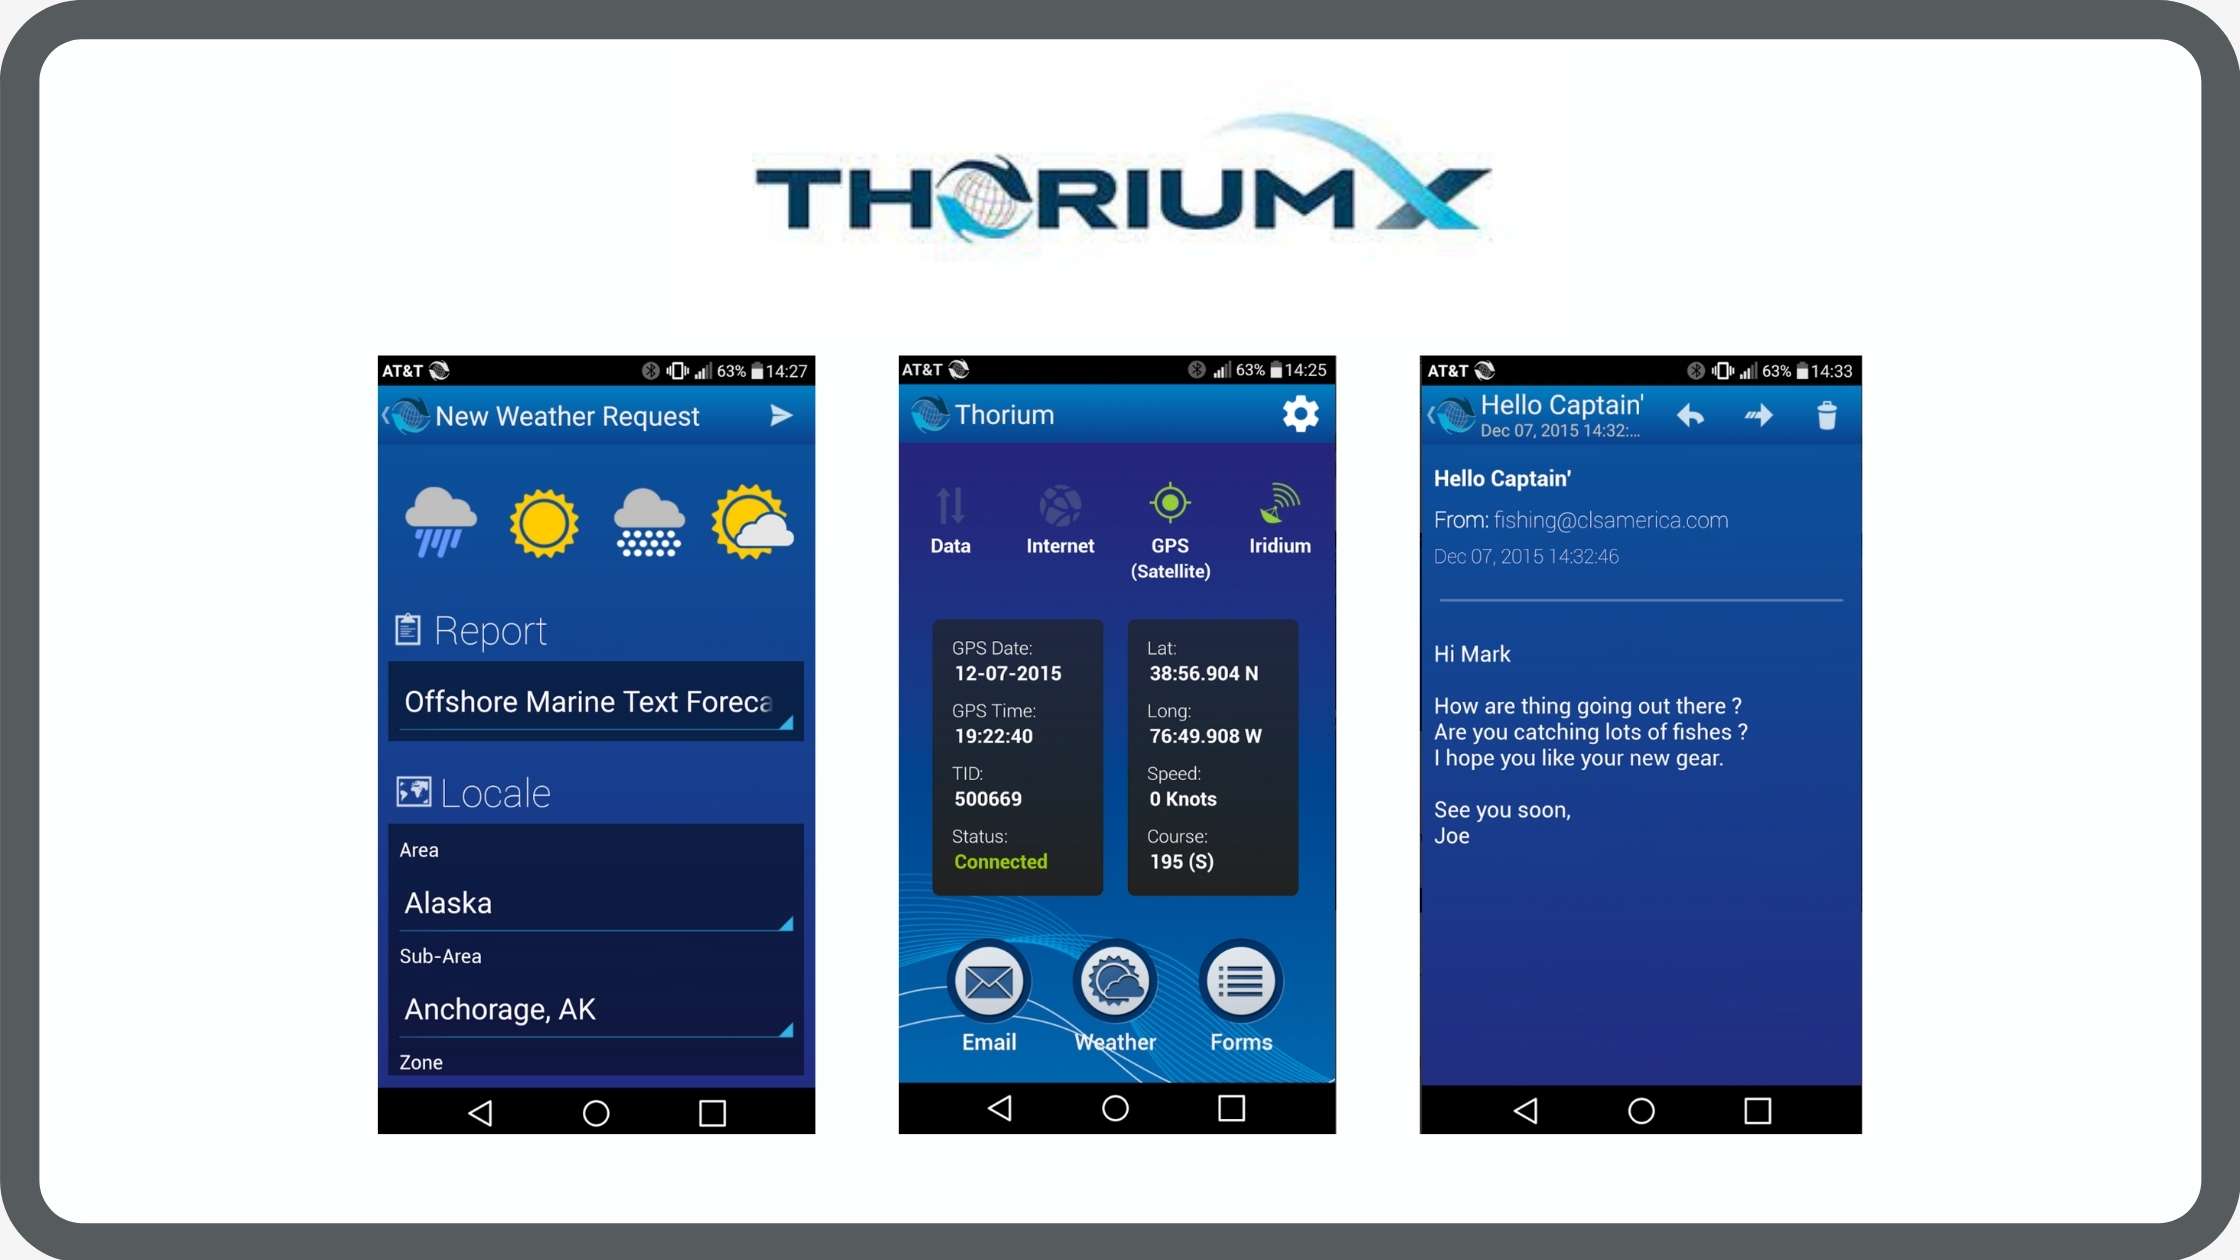 THORIUM X
AT&T 63% 14:27
New Weather Request
Report
Offshore Marine Text Foreca
Locale
Area
Alaska
Sub-Area
Anchorage, AK
Zone
AT&T 63% 14:25
Thorium
Data Internet GPS Iridium
(Satellite)
GPS Date:
12-07-2015
GPS Time:
19:22:40
TID:
500669
Status:
Connected
Lat:
38:56.904 N
Long:
76:49.908 W
Speed:
0 Knots
Course:
195 (S)
Email Weather Forms
AT&T 63% 14:33
Hello Captain'
Dec 07, 2015 14:32:...
Hello Captain'
From: fishing@clsamerica.com
Dec 07, 2015 14:32:46
Hi Mark
How are thing going out there ?
Are you catching lots of fishes ?
I hope you like your new gear.
See you soon,
Joe